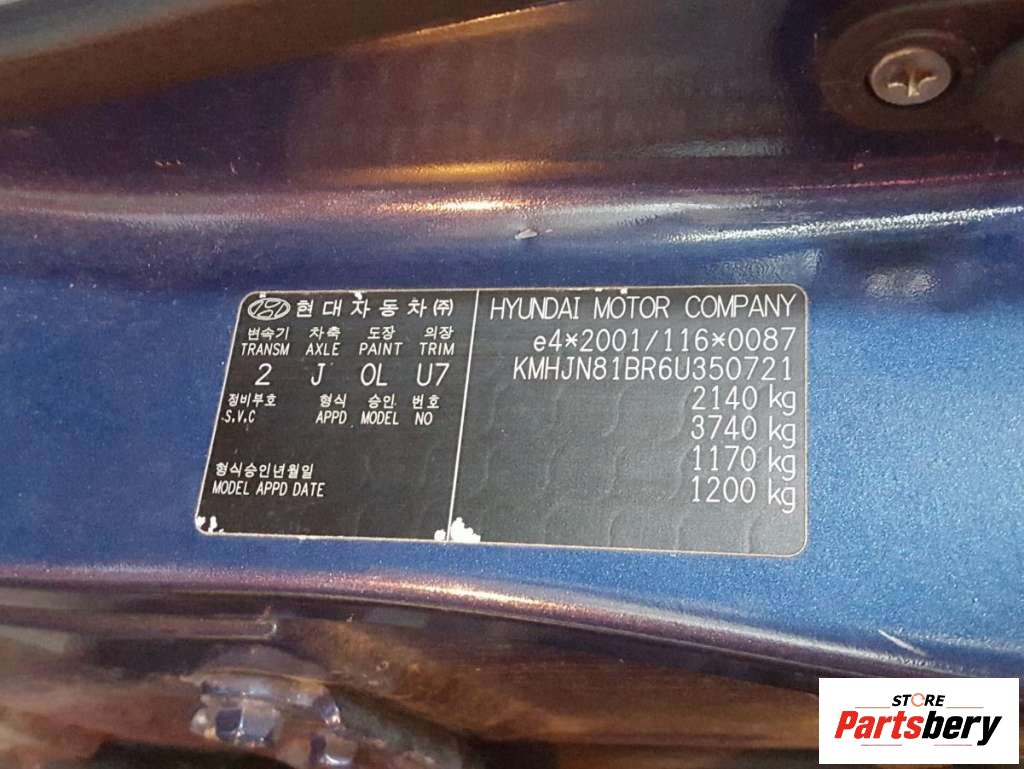 현대자동차(주)
변속기 차축 도장 의장
TRANSM AXLE PAINT TRIM
2 J OL U7
정비부호 형식 승인 번호
S.V.C APPD MODEL NO
형식승인년월일
MODEL APPD DATE
HYUNDAI MOTOR COMPANY
e4*2001/116*0087
KMHJN81BR6U350721
2140 kg
3740 kg
1170 kg
1200 kg
STORE
Partsbery